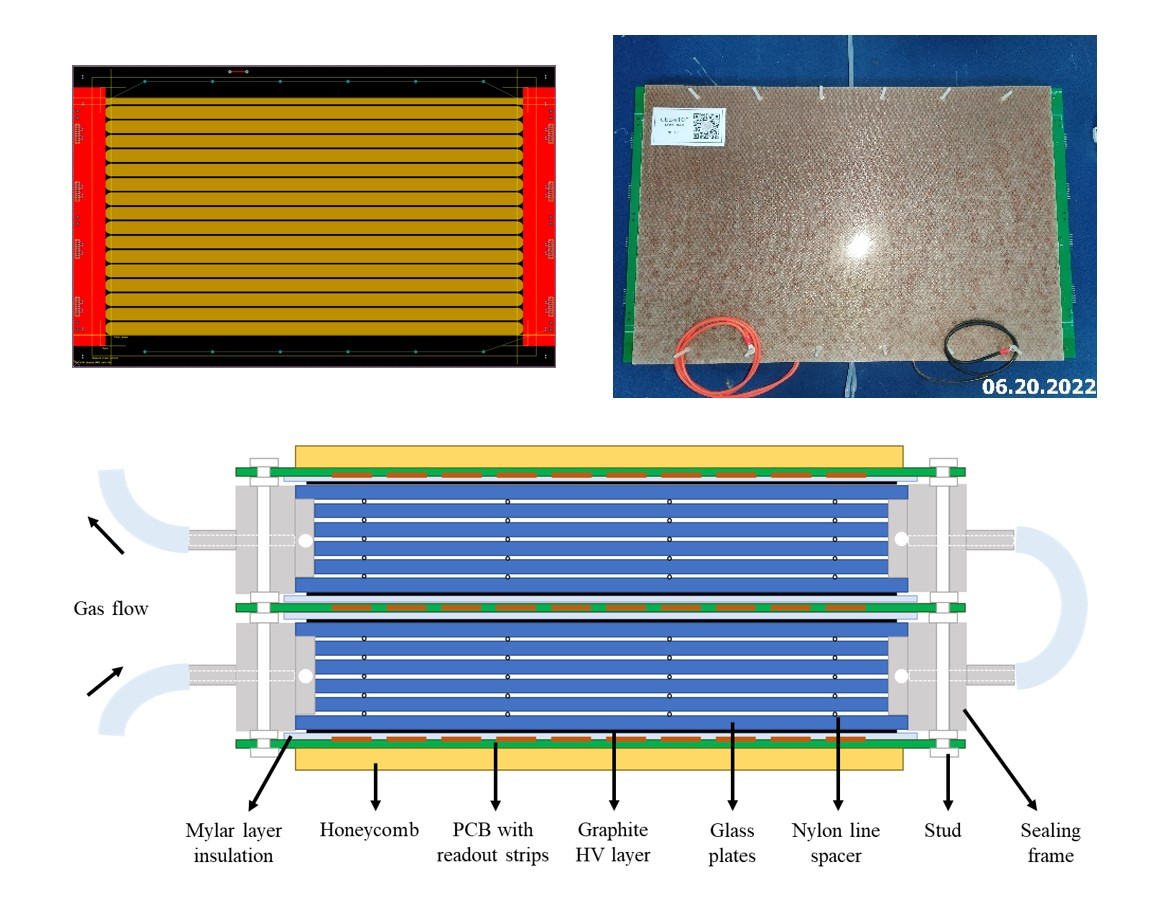 06.20.2022
Gas flow
Mylar layer
insulation
Honeycomb
PCB with
readout strips
Graphite
HV layer
Glass
plates
Nylon line
spacer
Stud
Sealing
frame